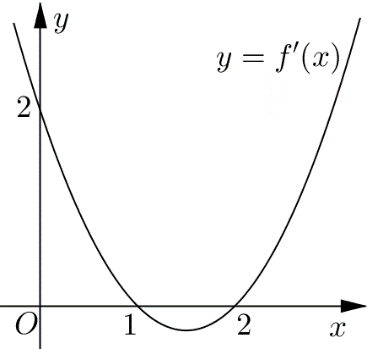 y
y = f′(x)
2
O 1 2 x